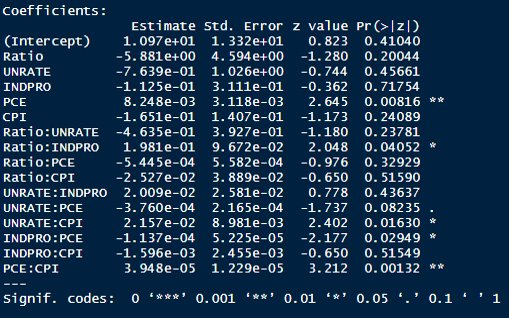 Coefficients:
Estimate Std. Error z value Pr(>|z|)
(Intercept) 1.097e+01 1.332e+01 0.823 0.41040
Ratio -5.881e+00 4.594e+00 -1.280 0.20044
UNRATE -7.639e-01 1.026e+00 -0.744 0.45661
INDPRO -1.125e-01 3.111e-01 -0.362 0.71754
PCE 8.248e-03 3.118e-03 2.645 0.00816 **
CPI -1.651e-01 1.407e-01 -1.173 0.24089
Ratio:UNRATE -4.635e-01 3.927e-01 -1.180 0.23781
Ratio:INDPRO 1.981e-01 9.672e-02 2.048 0.04052 *
Ratio:PCE -5.445e-04 5.582e-04 -0.976 0.32929
Ratio:CPI -2.527e-02 3.889e-02 -0.650 0.51590
UNRATE:INDPRO 2.009e-02 2.581e-02 0.778 0.43637
UNRATE:PCE -3.760e-04 2.165e-04 -1.737 0.08235 .
UNRATE:CPI 2.157e-02 8.981e-03 2.402 0.01630 *
INDPRO:PCE -1.137e-04 5.225e-05 -2.177 0.02949 *
INDPRO:CPI -1.596e-03 2.455e-03 -0.650 0.51549
PCE:CPI 3.948e-05 1.229e-05 3.212 0.00132 **
---
Signif. codes: 0 ‘***’ 0.001 ‘**’ 0.01 ‘*’ 0.05 ‘.’ 0.1 ‘ ’ 1